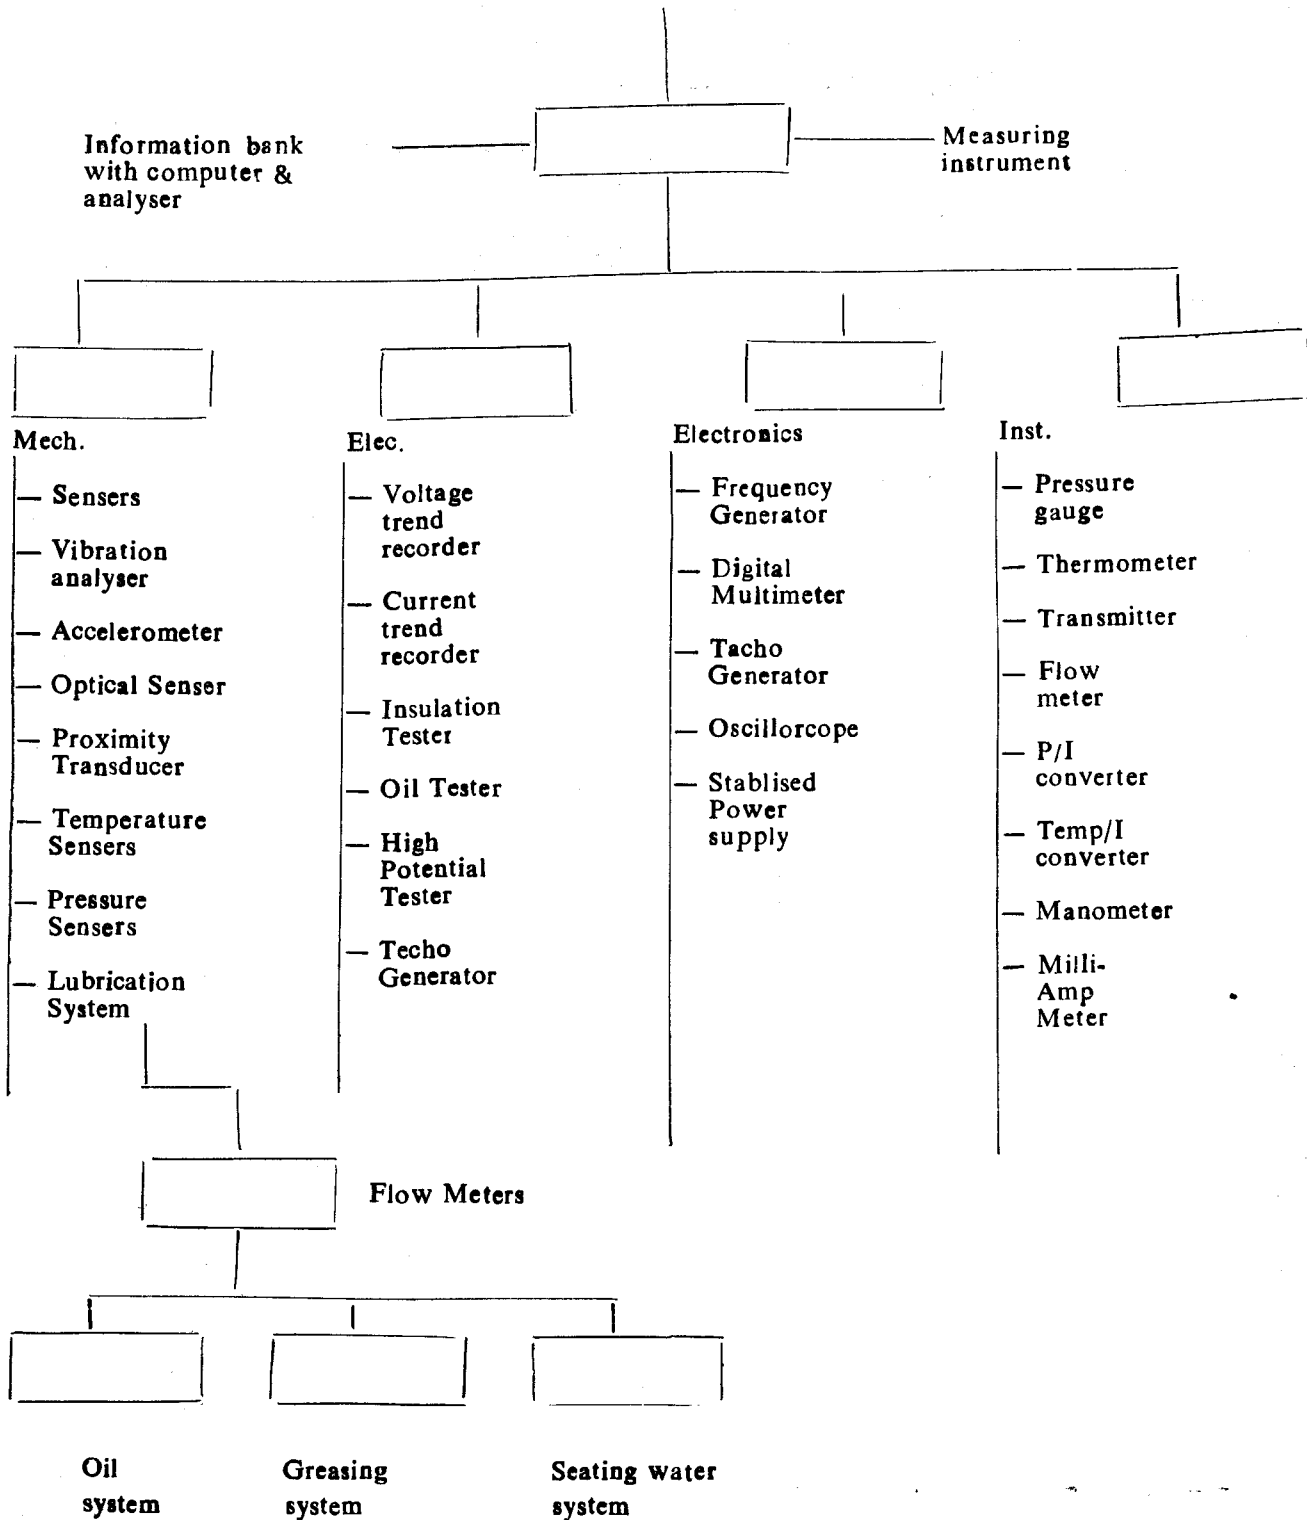 Information bank
with computer &
analyser
Measuring
instrument
Mech.
— Sensers
— Vibration
analyser
— Accelerometer
— Optical Senser
— Proximity
Transducer
— Temperature
Sensers
— Pressure
Sensers
— Lubrication
System
Elec.
— Voltage
trend
recorder
— Current
trend
recorder
— Insulation
Tester
— Oil Tester
— High
Potential
Tester
— Techo
Generator
Electronics
— Frequency
Generator
— Digital
Multimeter
— Tacho
Generator
— Oscillorcope
— Stablised
Power
supply
Inst.
— Pressure
gauge
— Thermometer
— Transmitter
— Flow
meter
— P/I
converter
— Temp/I
converter
— Manometer
— Milli-
Amp
Meter
Flow Meters
Oil
system
Greasing
system
Seating water
system